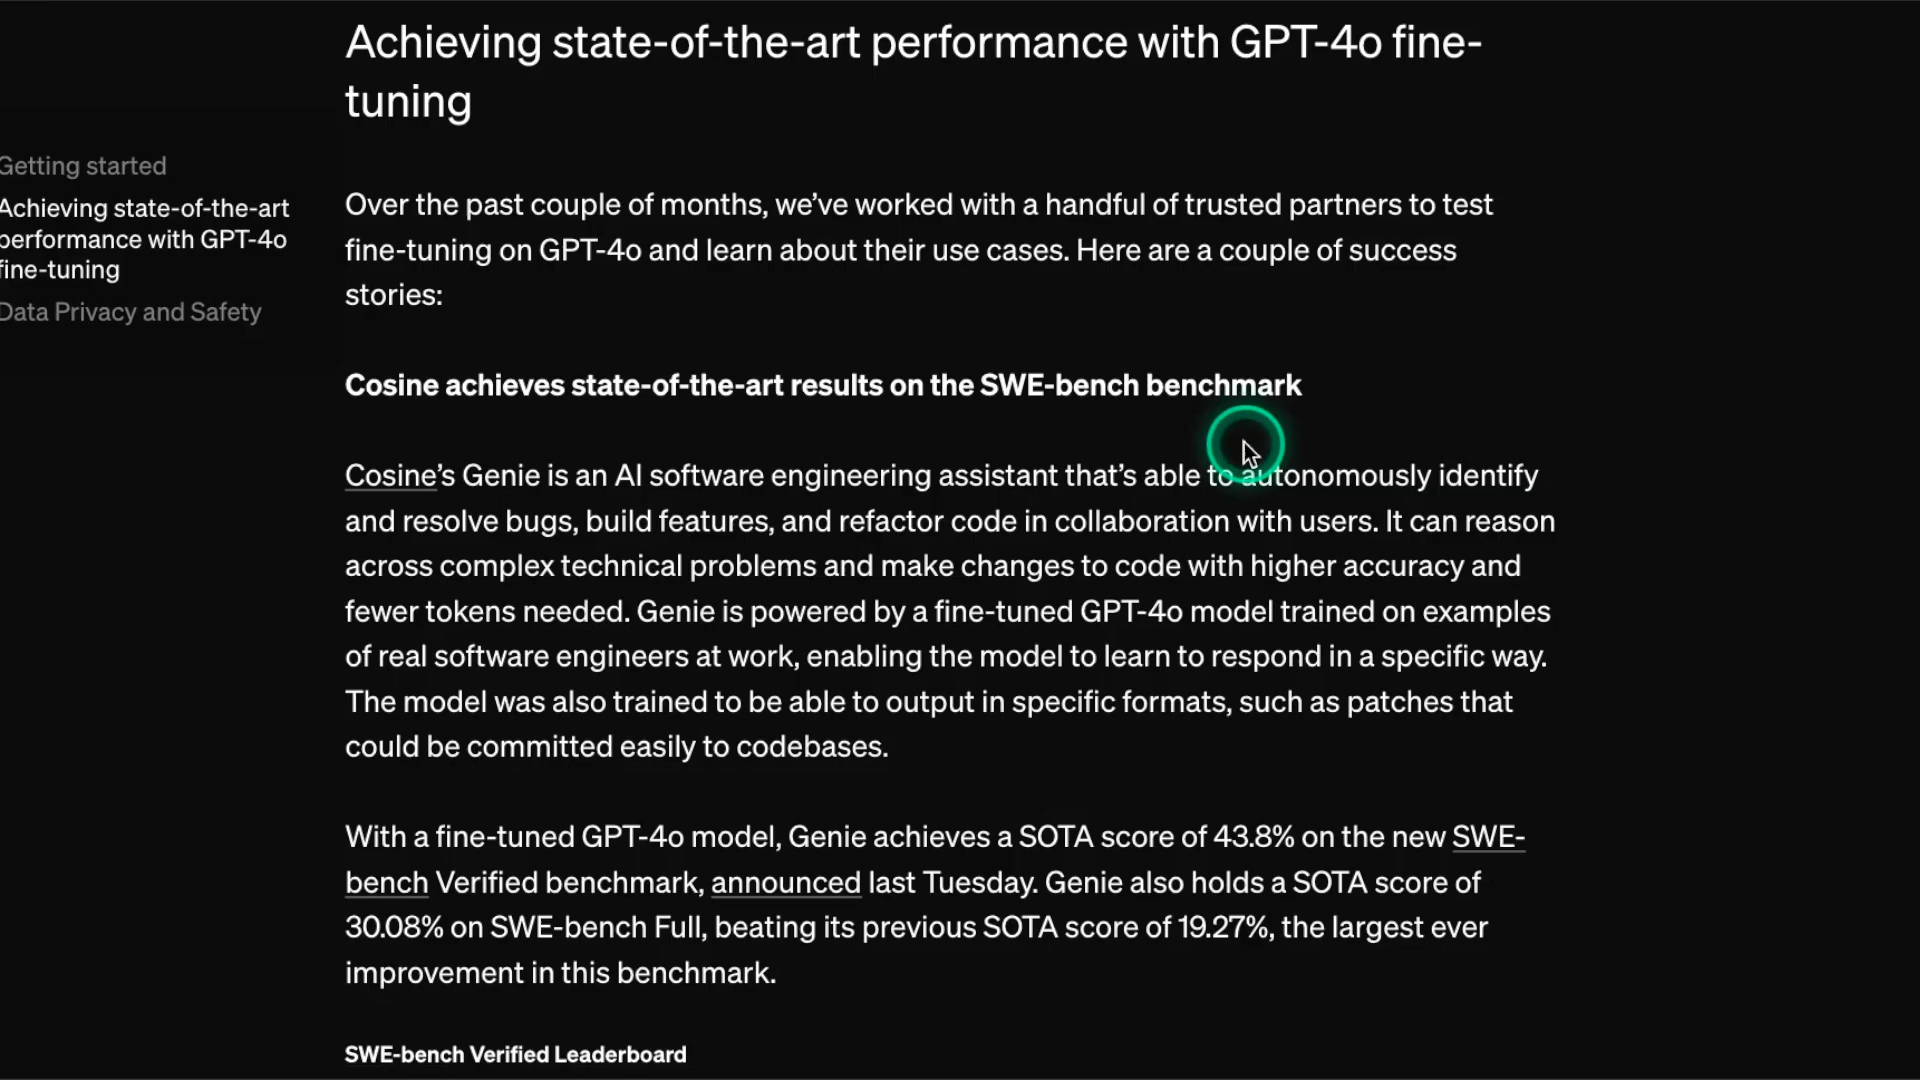 Achieving state-of-the-art performance with GPT-4o fine-
tuning
Getting started
Achieving state-of-the-art
performance with GPT-4o
fine-tuning
Data Privacy and Safety
Over the past couple of months, we’ve worked with a handful of trusted partners to test
fine-tuning on GPT-4o and learn about their use cases. Here are a couple of success
stories:
Cosine achieves state-of-the-art results on the SWE-bench benchmark
Cosine’s Genie is an AI software engineering assistant that’s able to autonomously identify
and resolve bugs, build features, and refactor code in collaboration with users. It can reason
across complex technical problems and make changes to code with higher accuracy and
fewer tokens needed. Genie is powered by a fine-tuned GPT-4o model trained on examples
of real software engineers at work, enabling the model to learn to respond in a specific way.
The model was also trained to be able to output in specific formats, such as patches that
could be committed easily to codebases.
With a fine-tuned GPT-4o model, Genie achieves a SOTA score of 43.8% on the new SWE-
bench Verified benchmark, announced last Tuesday. Genie also holds a SOTA score of
30.08% on SWE-bench Full, beating its previous SOTA score of 19.27%, the largest ever
improvement in this benchmark.
SWE-bench Verified Leaderboard